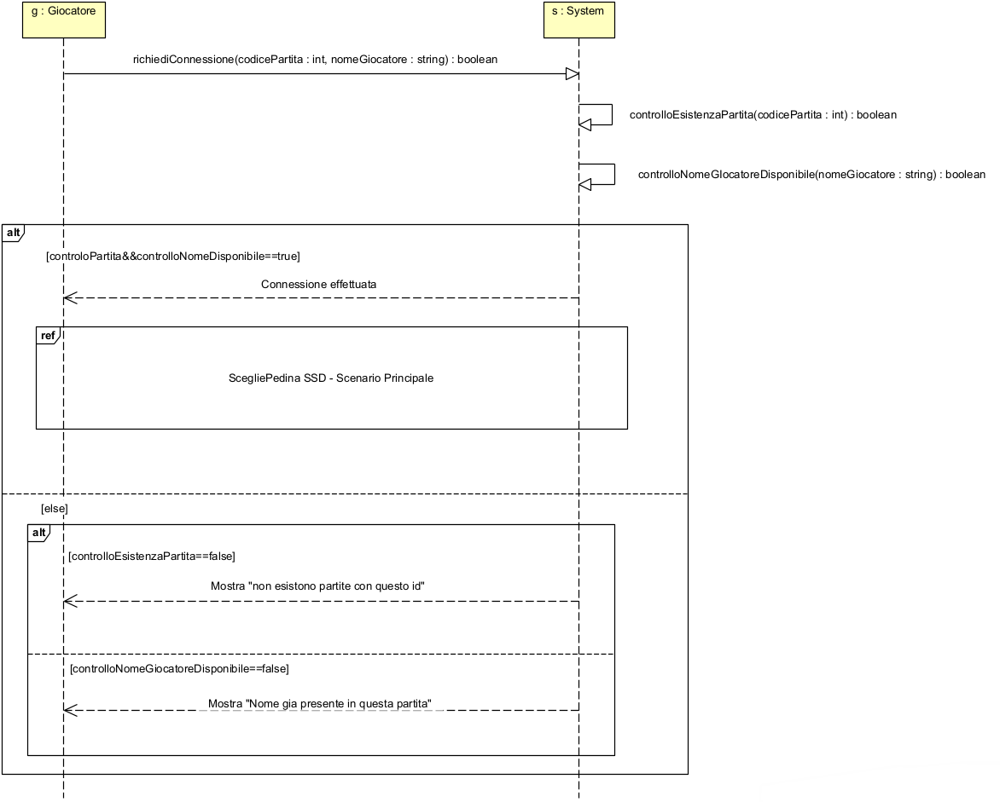 g : Giocatore
s : System
richiediConnessione(codicePartita : int, nomeGiocatore : string) : boolean
controlloEsistenzaPartita(codicePartita : int) : boolean
controlloNomeGIocatoreDisponibile(nomeGiocatore : string) : boolean
alt
[controloPartita&&controlloNomeDisponibile==true]
Connessione effettuata
ref
ScegliePedina SSD - Scenario Principale
[else]
alt
[controlloEsistenzaPartita==false]
Mostra "non esistono partite con questo id"
[controlloNomeGiocatoreDisponibile==false]
Mostra "Nome gia presente in questa partita"